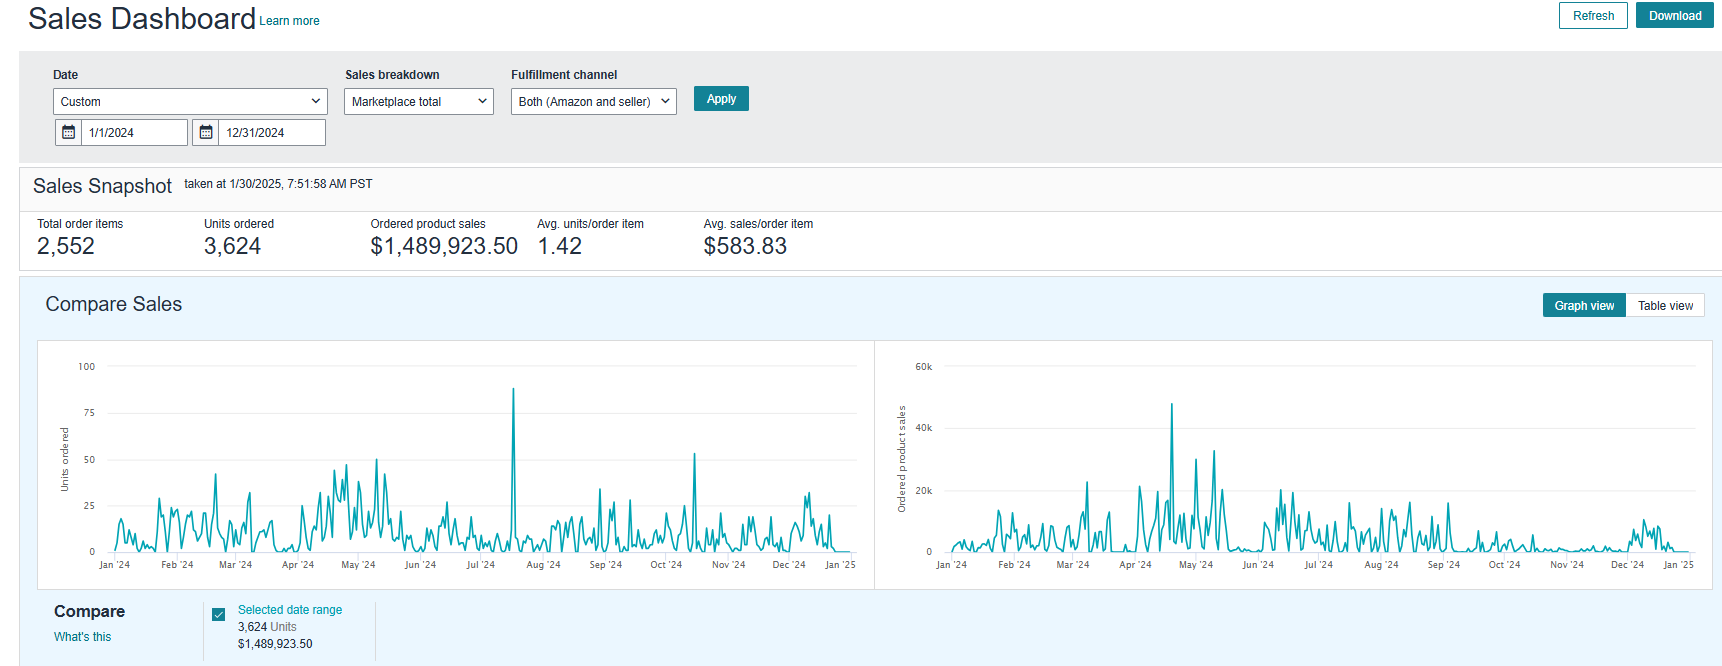 Sales Dashboard Learn more
Refresh
Download
Date
Sales breakdown
Fulfillment channel
Custom
Marketplace total
Both (Amazon and seller)
Apply
1/1/2024
12/31/2024
Sales Snapshot taken at 1/30/2025, 7:51:58 AM PST
Total order items
Units ordered
Ordered product sales
Avg. units/order item
Avg. sales/order item
2,552
3,624
$1,489,923.50
1.42
$583.83
Compare Sales
Graph view
Table view
100
75
50
25
0
Units ordered
Jan '24 Feb '24 Mar '24 Apr '24 May '24 Jun '24 Jul '24 Aug '24 Sep '24 Oct '24 Nov '24 Dec '24 Jan '25
60k
40k
20k
0
Ordered product sales
Jan '24 Feb '24 Mar '24 Apr '24 May '24 Jun '24 Jul '24 Aug '24 Sep '24 Oct '24 Nov '24 Dec '24 Jan '25
Compare
What's this
Selected date range
3,624 Units
$1,489,923.50